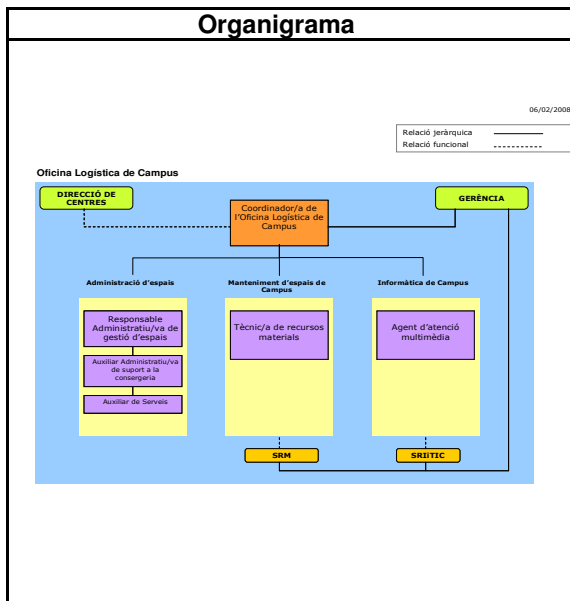 Organigrama
06/02/2008
Relació jeràrquica
Relació funcional
Oficina Logística de Campus
DIRECCIÓ DE
CENTRES
Coordinador/a de
l'Oficina Logística de
Campus
GERÈNCIA
Administració d'espais
Manteniment d'espais de
Campus
Informàtica de Campus
Responsable
Administratiu/va de
gestió d'espais
Auxiliar Administratiu/va
de suport a la
consergeria
Auxiliar de Serveis
Tècnic/a de recursos
materials
Agent d'atenció
multimèdia
SRM
SRIiTIC